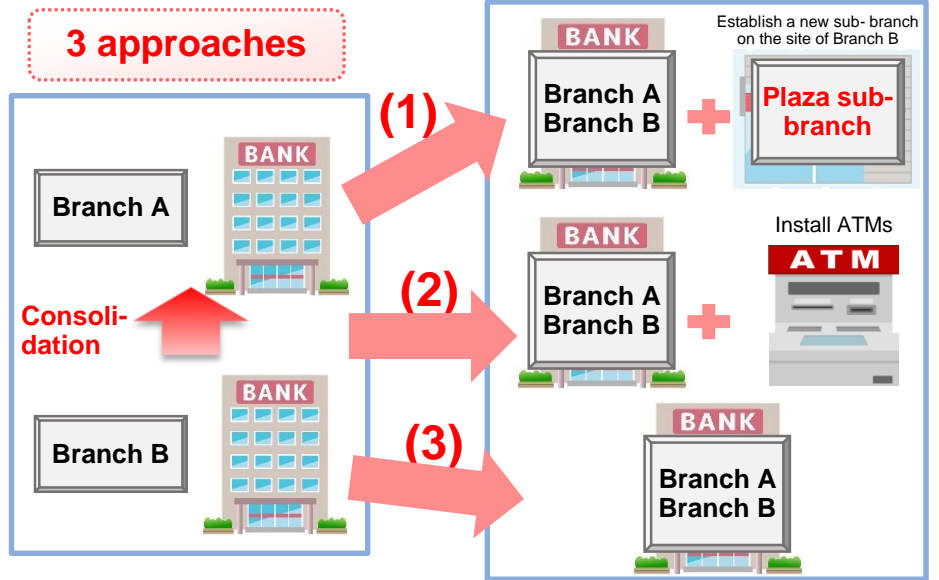 3 approaches
Branch A
BANK
Consoli-
dation
Branch B
BANK
(1)
(2)
(3)
BANK
Branch A
Branch B
Establish a new sub- branch
on the site of Branch B
Plaza sub-
branch
BANK
Branch A
Branch B
Install ATMs
ATM
BANK
Branch A
Branch B